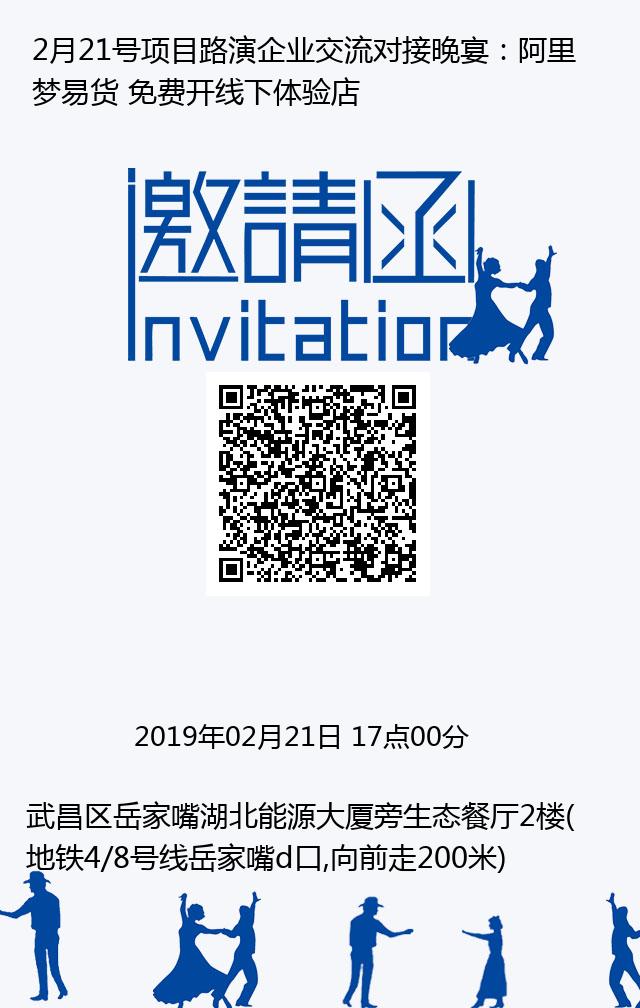 2月21号项目路演企业交流对接晚宴：阿里
梦易货 免费开线下体验店
邀請函
Invitation
2019年02月21日 17点00分
武昌区岳家嘴湖北能源大厦旁生态餐厅2楼(
地铁4/8号线岳家嘴d口,向前走200米)